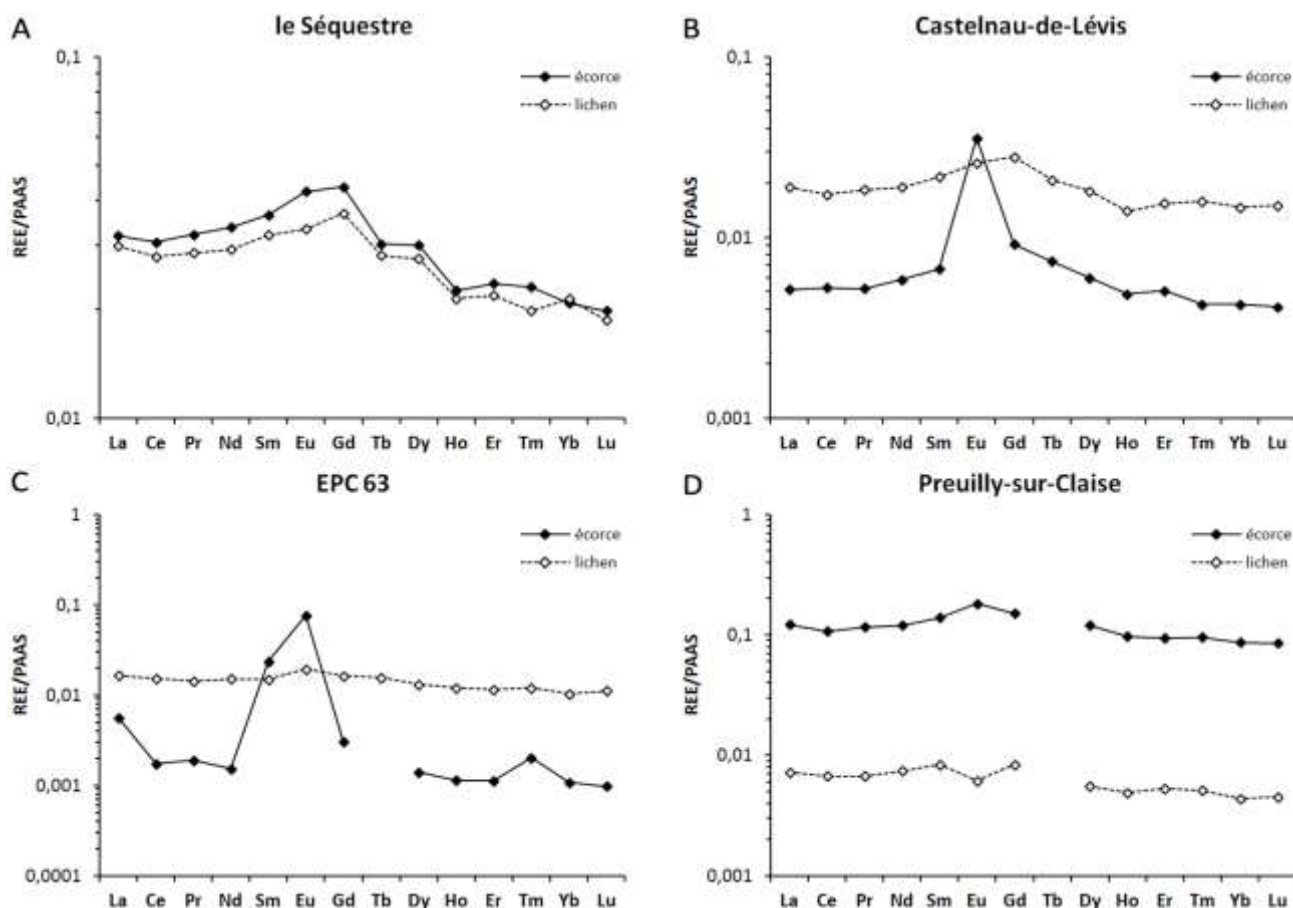 A
le Séquestre
0,1
écorce
lichen
REE/PAAS
0,01
La Ce Pr Nd Sm Eu Gd Tb Dy Ho Er Tm Yb Lu
B
Castelnau-de-Lévis
0,1
écorce
lichen
REE/PAAS
0,01
0,001
La Ce Pr Nd Sm Eu Gd Tb Dy Ho Er Tm Yb Lu
C
EPC 63
1
écorce
lichen
0,1
REE/PAAS
0,01
0,001
0,0001
La Ce Pr Nd Sm Eu Gd Tb Dy Ho Er Tm Yb Lu
D
Preuilly-sur-Claise
1
écorce
lichen
0,1
REE/PAAS
0,01
0,001
La Ce Pr Nd Sm Eu Gd Tb Dy Ho Er Tm Yb Lu